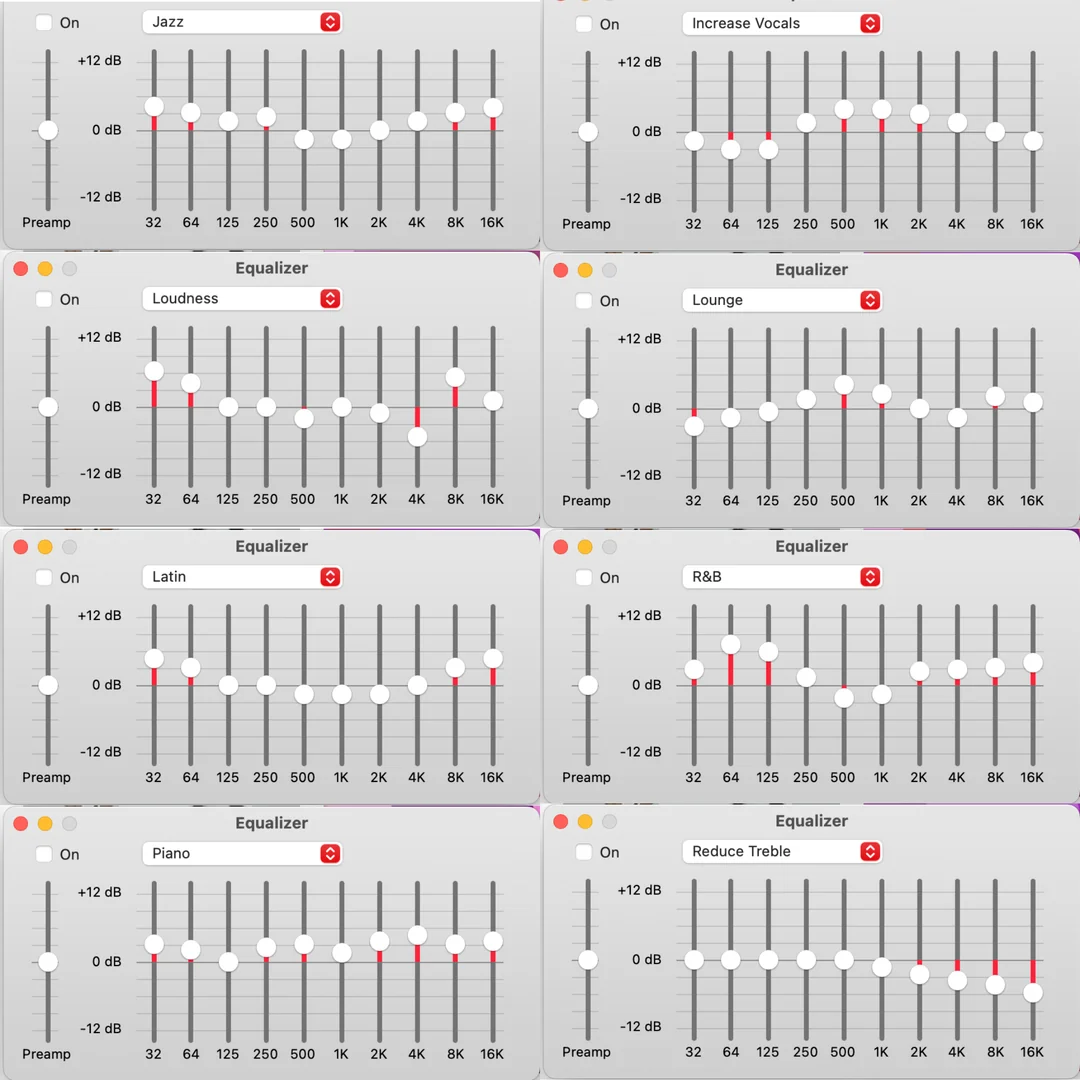 On Jazz
+12 dB
0 dB
-12 dB
Preamp 32 64 125 250 500 1K 2K 4K 8K 16K
On Increase Vocals
+12 dB
0 dB
-12 dB
Preamp 32 64 125 250 500 1K 2K 4K 8K 16K
Equalizer
On Loudness
+12 dB
0 dB
-12 dB
Preamp 32 64 125 250 500 1K 2K 4K 8K 16K
Equalizer
On Lounge
+12 dB
0 dB
-12 dB
Preamp 32 64 125 250 500 1K 2K 4K 8K 16K
Equalizer
On Latin
+12 dB
0 dB
-12 dB
Preamp 32 64 125 250 500 1K 2K 4K 8K 16K
Equalizer
On R&B
+12 dB
0 dB
-12 dB
Preamp 32 64 125 250 500 1K 2K 4K 8K 16K
Equalizer
On Piano
+12 dB
0 dB
-12 dB
Preamp 32 64 125 250 500 1K 2K 4K 8K 16K
Equalizer
On Reduce Treble
+12 dB
0 dB
-12 dB
Preamp 32 64 125 250 500 1K 2K 4K 8K 16K